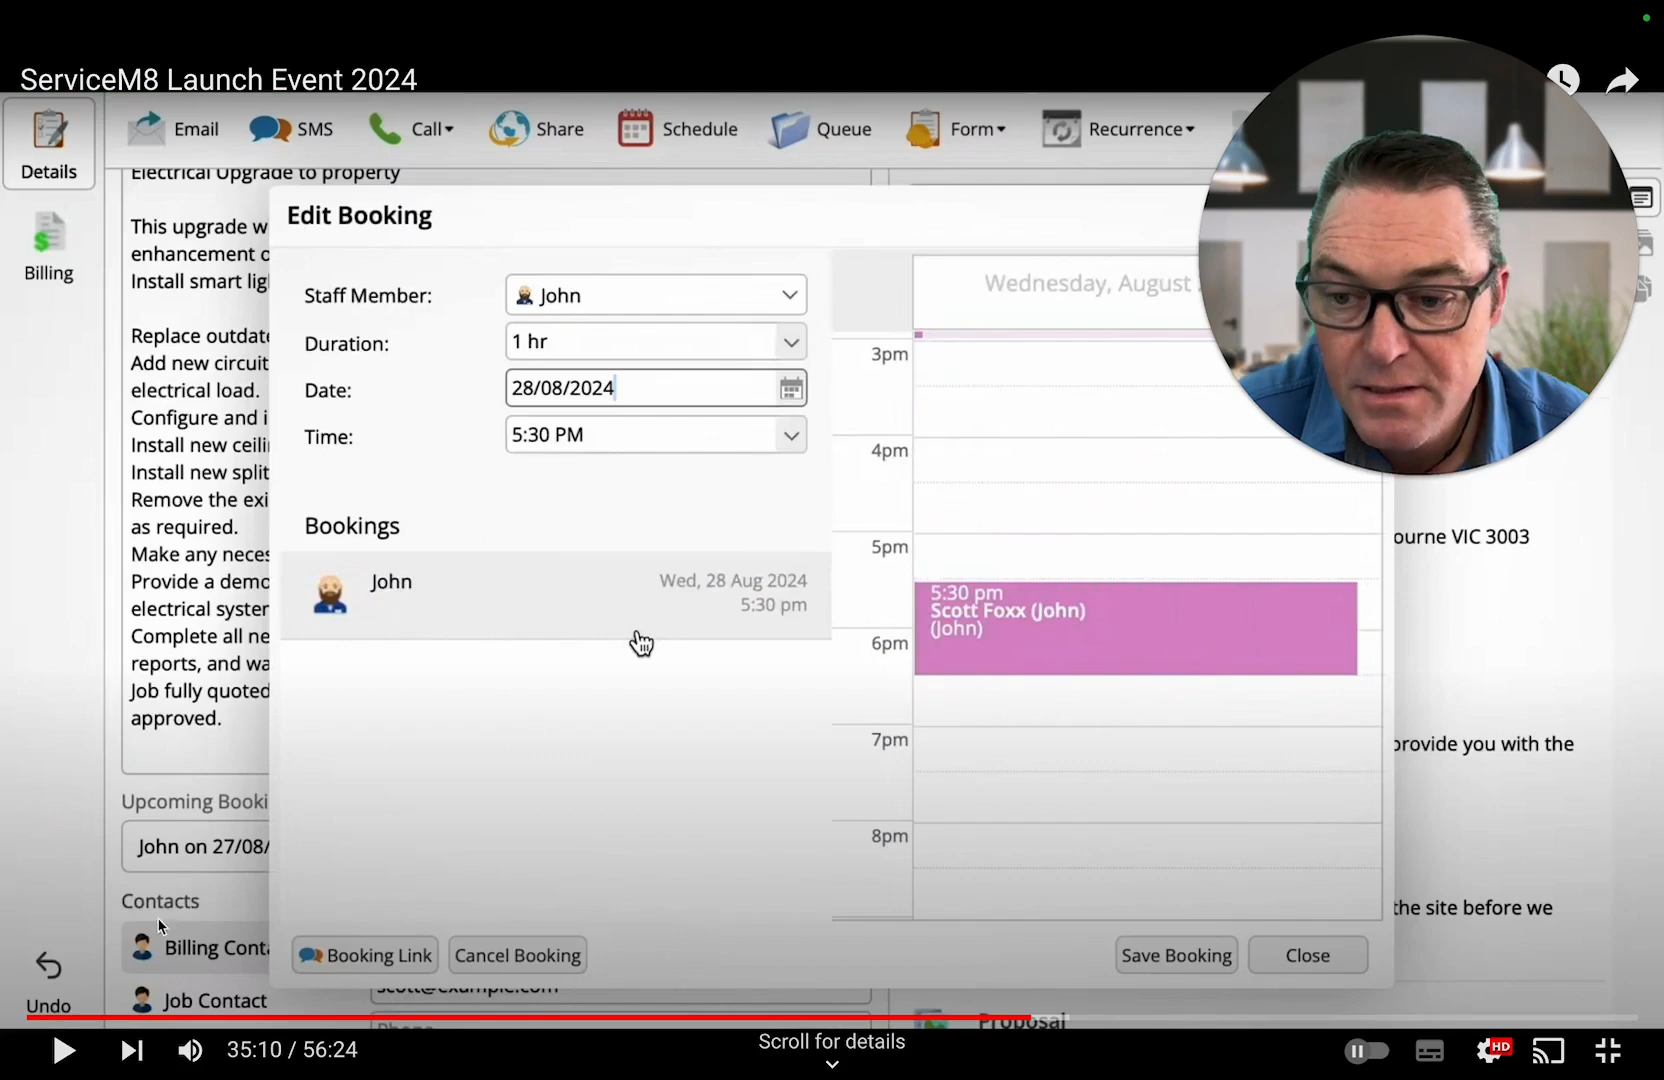 ServiceM8 Launch Event 2024
Details
Email
SMS
Call
Share
Schedule
Queue
Form
Recurrence
Billing
Electrical Upgrade to property
This upgrade w
enhancement o
Install smart lig
Replace outdate
Add new circuit
electrical load.
Configure and i
Install new ceili
Install new split
Remove the exi
as required.
Make any neces
Provide a demo
electrical system
Complete all ne
reports, and wa
Job fully quoted
approved.
Upcoming Booki
John on 27/08/
Contacts
Billing Conta
Job Contact
Undo
Edit Booking
Staff Member:
John
Duration:
1 hr
Date:
28/08/2024
Time:
5:30 PM
Bookings
John
Wed, 28 Aug 2024
5:30 pm
Wednesday, August
3pm
4pm
5pm
5:30 pm
Scott Foxx (John)
(John)
6pm
7pm
8pm
Booking Link
Cancel Booking
Save Booking
Close
ourne VIC 3003
provide you with the
the site before we
scott@example.com
Phone
Proposal
35:10 / 56:24
Scroll for details
HD